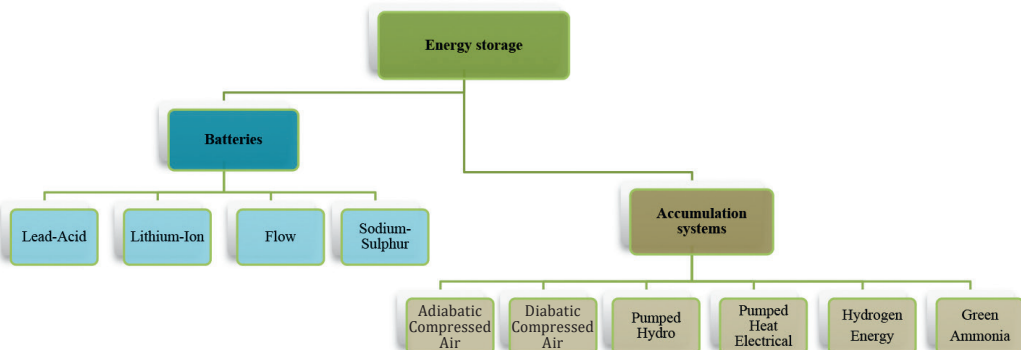 Energy storage
Batteries
Lead-Acid
Lithium-Ion
Flow
Sodium-
Sulphur
Accumulation
systems
Adiabatic
Compressed
Air
Diabatic
Compressed
Air
Pumped
Hydro
Pumped
Heat
Electrical
Hydrogen
Energy
Green
Ammonia